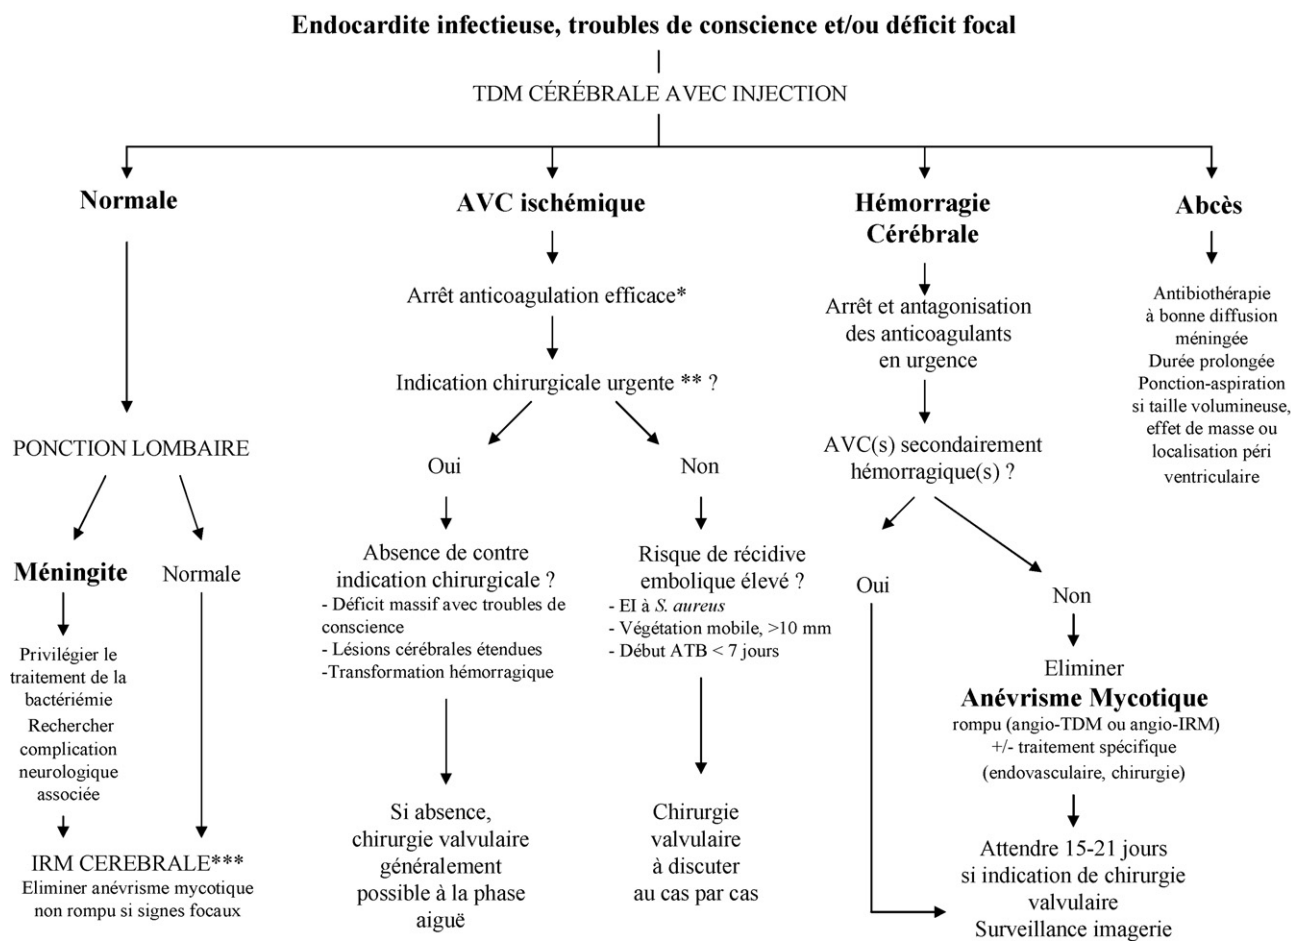 Endocardite infectieuse, troubles de conscience et/ou déficit focal
TDM CÉRÉBRALE AVEC INJECTION
Normale
PONCTION LOMBAIRE
Méningite
Privilégier le
traitement de la
bactériémie
Rechercher
complication
neurologique
associée
Normale
IRM CEREBRALE***
Eliminer anévrisme mycotique
non rompu si signes focaux
AVC ischémique
Arrêt anticoagulation efficace*
Indication chirurgicale urgente ** ?
Oui
Absence de contre
indication chirurgicale ?
- Déficit massif avec troubles de
conscience
- Lésions cérébrales étendues
-Transformation hémorragique
Si absence,
chirurgie valvulaire
généralement
possible à la phase
aiguë
Non
Risque de récidive
embolique élevé ?
- EI à S. aureus
- Végétation mobile, >10 mm
- Début ATB < 7 jours
Chirurgie
valvulaire
à discuter
au cas par cas
Hémorragie
Cérébrale
Arrêt et antagonisation
des anticoagulants
en urgence
AVC(s) secondairement
hémorragique(s) ?
Oui
Non
Eliminer
Anévrisme Mycotique
rompu (angio-TDM ou angio-IRM)
+/- traitement spécifique
(endovasculaire, chirurgie)
Attendre 15-21 jours
si indication de chirurgie
valvulaire
Surveillance imagerie
Abcès
Antibiothérapie
à bonne diffusion
méningée
Durée prolongée
Ponction-aspiration
si taille volumineuse,
effet de masse ou
localisation péri
ventriculaire